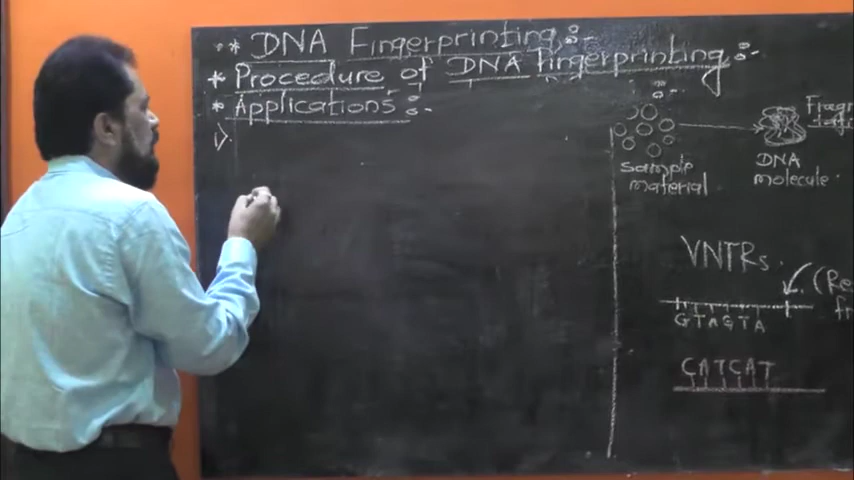 ** DNA Fingerprinting :-
* Procedure of DNA Fingerprinting :-
* Applications :-
sample
material
DNA
molecule
VNTRs
GTAGTA
CATCAT